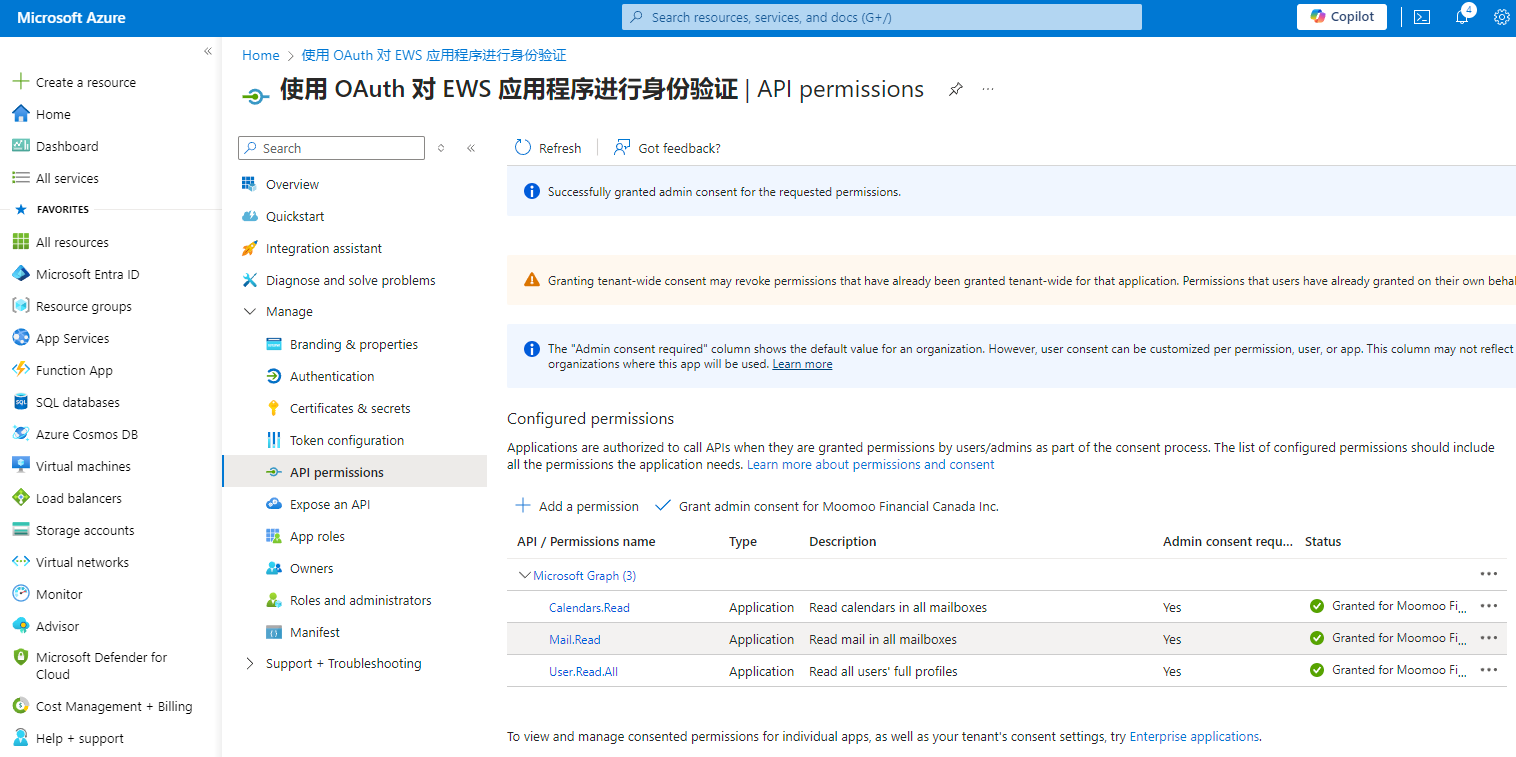 Microsoft Azure
Search resources, services, and docs (G+/)
Copilot
4
Create a resource
Home
Dashboard
All services
FAVORITES
All resources
Microsoft Entra ID
Resource groups
App Services
Function App
SQL databases
Azure Cosmos DB
Virtual machines
Load balancers
Storage accounts
Virtual networks
Monitor
Advisor
Microsoft Defender for
Cloud
Cost Management + Billing
Help + support
Home > 使用 OAuth 对 EWS 应用程序进行身份验证
使用 OAuth 对 EWS 应用程序进行身份验证 | API permissions
Search
Overview
Quickstart
Integration assistant
Diagnose and solve problems
Manage
Branding & properties
Authentication
Certificates & secrets
Token configuration
API permissions
Expose an API
App roles
Owners
Roles and administrators
Manifest
Support + Troubleshooting
Refresh
Got feedback?
Successfully granted admin consent for the requested permissions.
Granting tenant-wide consent may revoke permissions that have already been granted tenant-wide for that application. Permissions that users have already granted on their own behal
The "Admin consent required" column shows the default value for an organization. However, user consent can be customized per permission, user, or app. This column may not reflect
organizations where this app will be used. Learn more
Configured permissions
Applications are authorized to call APIs when they are granted permissions by users/admins as part of the consent process. The list of configured permissions should include
all the permissions the application needs. Learn more about permissions and consent
Add a permission
Grant admin consent for Moomoo Financial Canada Inc.
API / Permissions name Type Description Admin consent requ... Status
Microsoft Graph (3)
Calendars.Read Application Read calendars in all mailboxes Yes Granted for Moomoo Fi...
Mail.Read Application Read mail in all mailboxes Yes Granted for Moomoo Fi...
User.Read.All Application Read all users' full profiles Yes Granted for Moomoo Fi...
To view and manage consented permissions for individual apps, as well as your tenant's consent settings, try Enterprise applications.